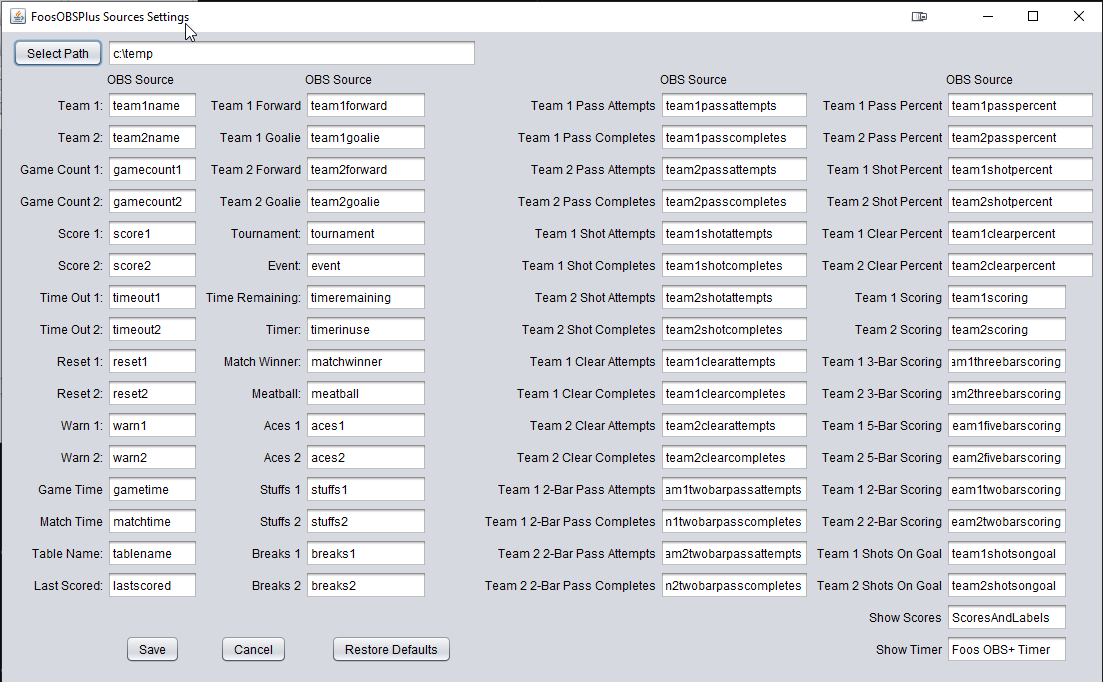 FoosOBSPlus Sources Settings
Select Path c:\temp
OBS Source OBS Source OBS Source OBS Source
Team 1: team1name Team 1 Forward team1forward Team 1 Pass Attempts team1passattempts Team 1 Pass Percent team1passpercent
Team 2: team2name Team 1 Goalie team1goalie Team 1 Pass Completes team1passcompletes Team 2 Pass Percent team2passpercent
Game Count 1: gamecount1 Team 2 Forward team2forward Team 2 Pass Attempts team2passattempts Team 1 Shot Percent team1shotpercent
Game Count 2: gamecount2 Team 2 Goalie team2goalie Team 2 Pass Completes team2passcompletes Team 2 Shot Percent team2shotpercent
Score 1: score1 Tournament: tournament Team 1 Shot Attempts team1shotattempts Team 1 Clear Percent team1clearpercent
Score 2: score2 Event: event Team 1 Shot Completes team1shotcompletes Team 2 Clear Percent team2clearpercent
Time Out 1: timeout1 Time Remaining: timeremaining Team 2 Shot Attempts team2shotattempts Team 1 Scoring team1scoring
Time Out 2: timeout2 Timer: timerinuse Team 2 Shot Completes team2shotcompletes Team 2 Scoring team2scoring
Reset 1: reset1 Match Winner: matchwinner Team 1 Clear Attempts team1clearattempts Team 1 3-Bar Scoring am1threebarscoring
Reset 2: reset2 Meatball: meatball Team 1 Clear Completes team1clearcompletes Team 2 3-Bar Scoring am2threebarscoring
Warn 1: warn1 Aces 1 aces1 Team 2 Clear Attempts team2clearattempts Team 1 5-Bar Scoring eam1fivebarscoring
Warn 2: warn2 Aces 2 aces2 Team 2 Clear Completes team2clearcompletes Team 2 5-Bar Scoring eam2fivebarscoring
Game Time gametime Stuffs 1 stuffs1 Team 1 2-Bar Pass Attempts am1twobarpassattempts Team 1 2-Bar Scoring eam1twobarscoring
Match Time matchtime Stuffs 2 stuffs2 Team 1 2-Bar Pass Completes n1twobarpasscompletes Team 2 2-Bar Scoring eam2twobarscoring
Table Name: tablename Breaks 1 breaks1 Team 2 2-Bar Pass Attempts am2twobarpassattempts Team 1 Shots On Goal team1shotsongoal
Last Scored: lastscored Breaks 2 breaks2 Team 2 2-Bar Pass Completes n2twobarpasscompletes Team 2 Shots On Goal team2shotsongoal
Show Scores ScoresAndLabels
Save Cancel Restore Defaults Show Timer Foos OBS+ Timer